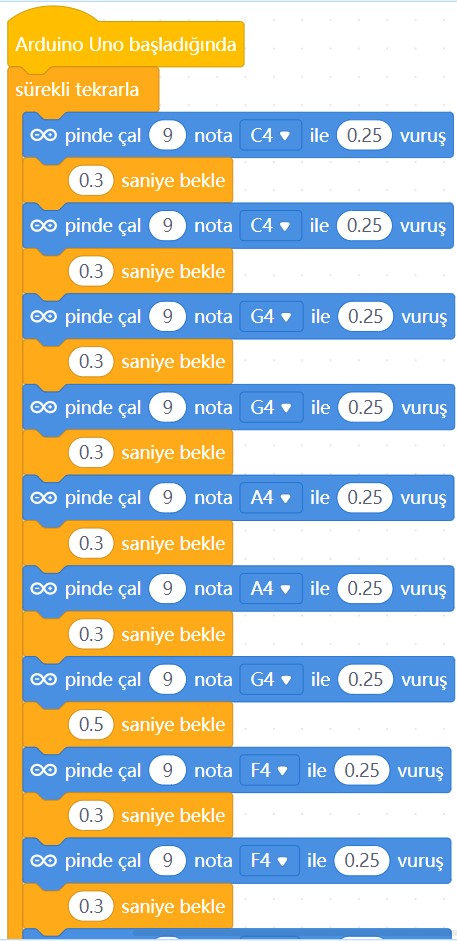 Arduino Uno başladığında
sürekli tekrarla
pinde çal 9 nota C4 ile 0.25 vuruş
0.3 saniye bekle
pinde çal 9 nota C4 ile 0.25 vuruş
0.3 saniye bekle
pinde çal 9 nota G4 ile 0.25 vuruş
0.3 saniye bekle
pinde çal 9 nota G4 ile 0.25 vuruş
0.3 saniye bekle
pinde çal 9 nota A4 ile 0.25 vuruş
0.3 saniye bekle
pinde çal 9 nota A4 ile 0.25 vuruş
0.3 saniye bekle
pinde çal 9 nota G4 ile 0.25 vuruş
0.5 saniye bekle
pinde çal 9 nota F4 ile 0.25 vuruş
0.3 saniye bekle
pinde çal 9 nota F4 ile 0.25 vuruş
0.3 saniye bekle